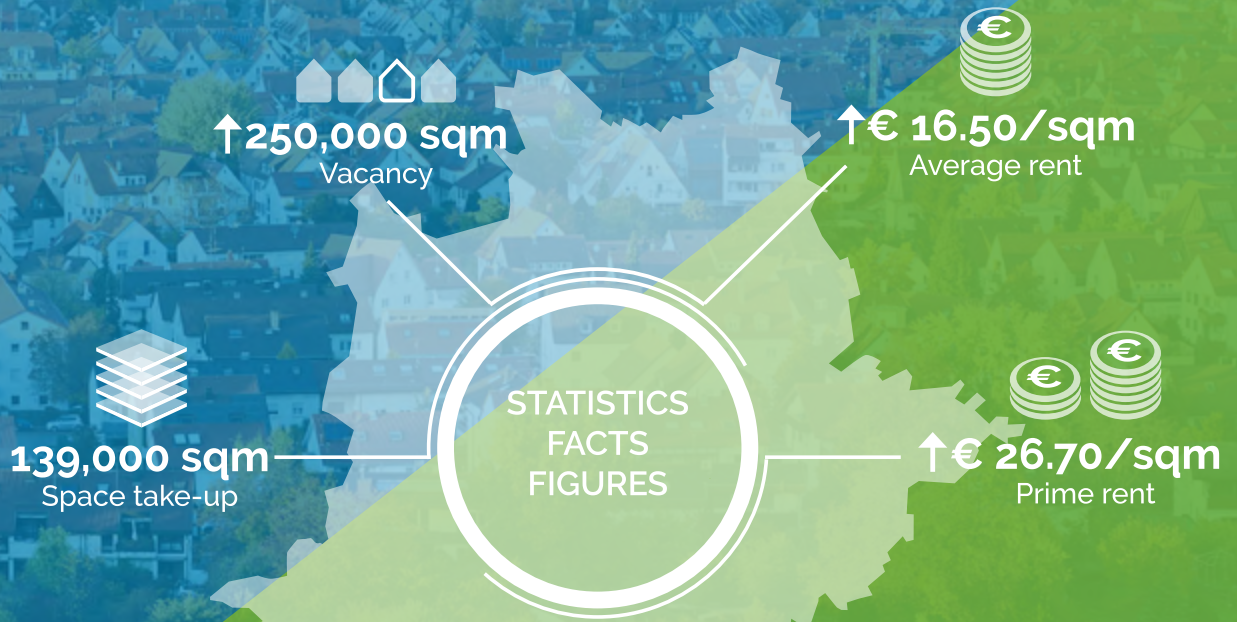 ↑250,000 sqm
Vacancy
↑€ 16.50/sqm
Average rent
139,000 sqm
Space take-up
STATISTICS
FACTS
FIGURES
↑€ 26.70/sqm
Prime rent